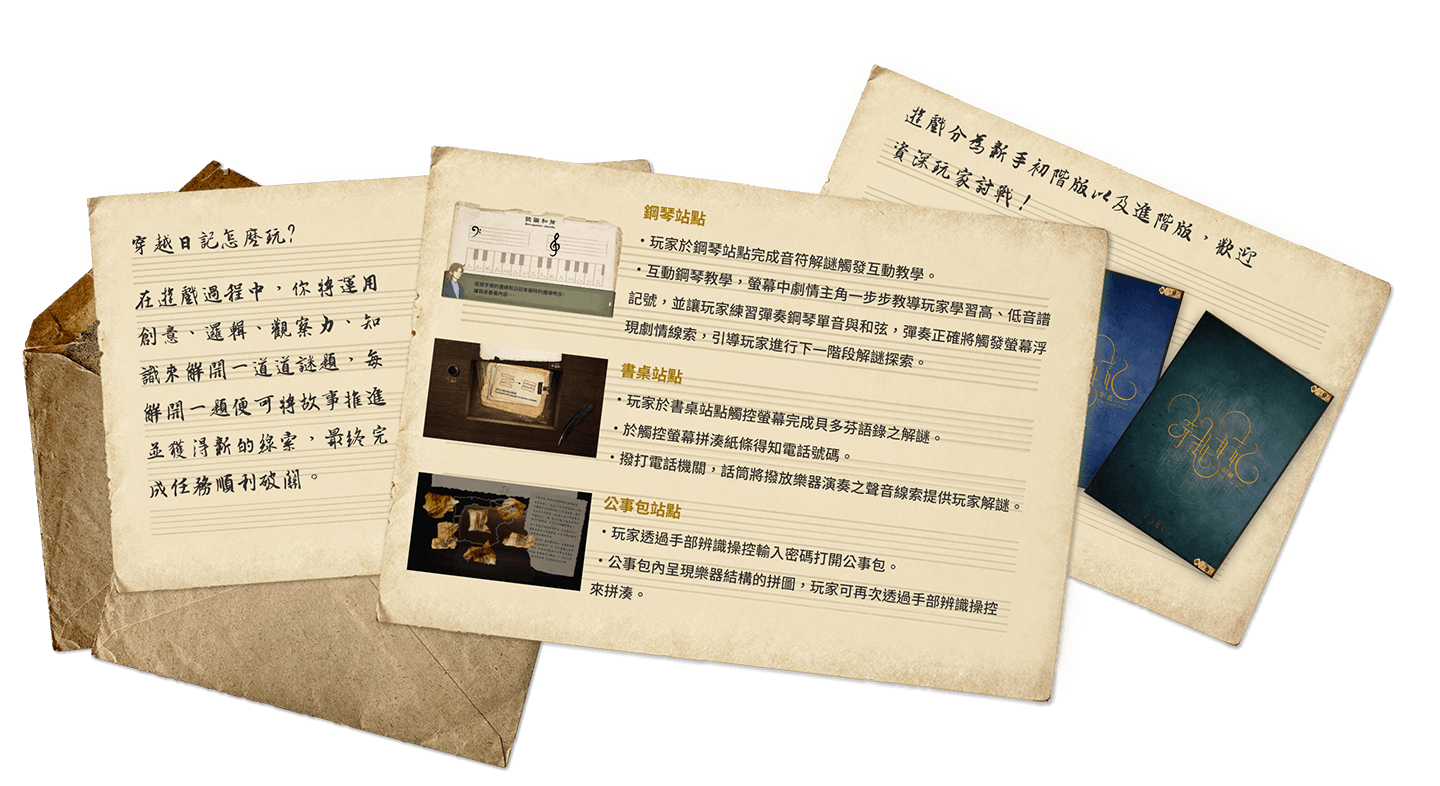 穿越日記怎麼玩?
在遊戲過程中，你將運用
創意、邏輯、觀察力、知
識來解開一道道謎題，每
解開一題便可將故事推進
並獲得新的線索，最終完
成任務順利破關。
認識和弦
鋼琴站點
・玩家於鋼琴站點完成音符解謎觸發互動教學。
・互動鋼琴教學，螢幕中劇情主角一步步教導玩家學習高、低音譜
記號，並讓玩家練習彈奏鋼琴單音與和弦，彈奏正確將觸發螢幕浮
現劇情線索，引導玩家進行下一階段解謎探索。
書桌站點
・玩家於書桌站點觸控螢幕完成貝多芬語錄之解謎。
・於觸控螢幕拼湊紙條得知電話號碼。
・撥打電話機關，話筒將撥放樂器演奏之聲音線索提供玩家解謎。
公事包站點
・玩家透過手部辨識操控輸入密碼打開公事包。
・公事包內呈現樂器結構的拼圖，玩家可再次透過手部辨識操控
來拼湊。
遊戲分為新手初階版以及進階版，歡迎
資深玩家討戰！